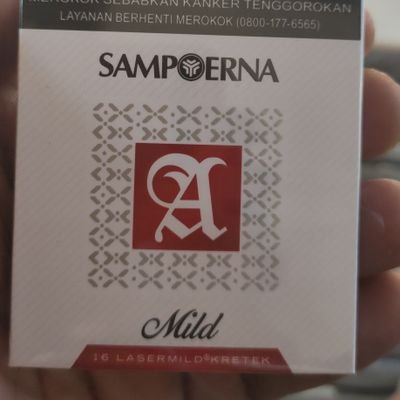 MEROKOK SEBABKAN KANKER TENGGOROKAN
LAYANAN BERHENTI MEROKOK (0800-177-6565)
SAMPOERNA
A
Mild
16 LASERMILD®KRETEK